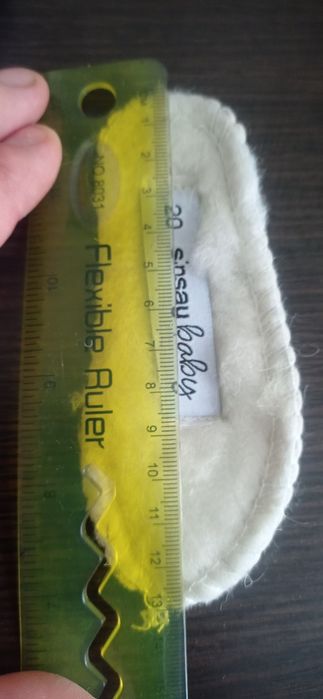 NO. 8031
Flexible Ruler
1 2 3 4 5 6 7 8 9 10 11 12 13
20 sinsay baby